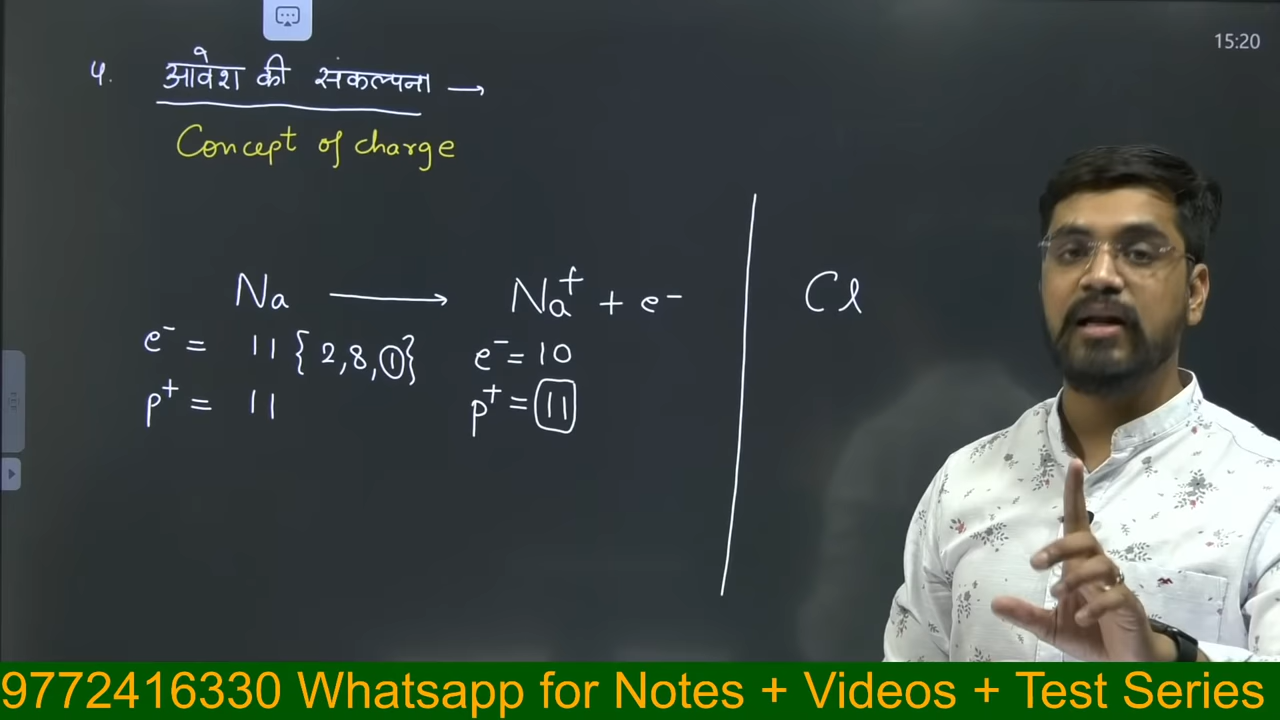 15:20
५. आवेश की संकल्पना →
Concept of charge
Na → Na⁺ + e⁻
e⁻ = 11 {2,8,①}
p⁺ = 11
e⁻ = 10
p⁺ = 11
Cl
9772416330 Whatsapp for Notes + Videos + Test Series